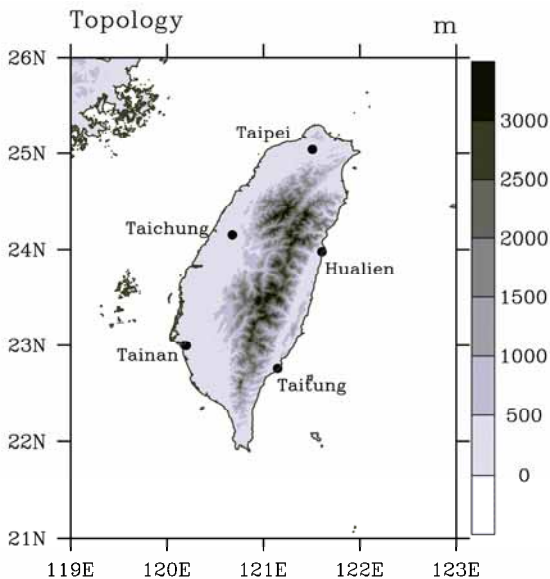 Topology m
26N
25N
24N
23N
22N
21N
119E 120E 121E 122E 123E
Taipei
Taichung
Hualien
Tainan
Taitung
3000
2500
2000
1500
1000
500
0